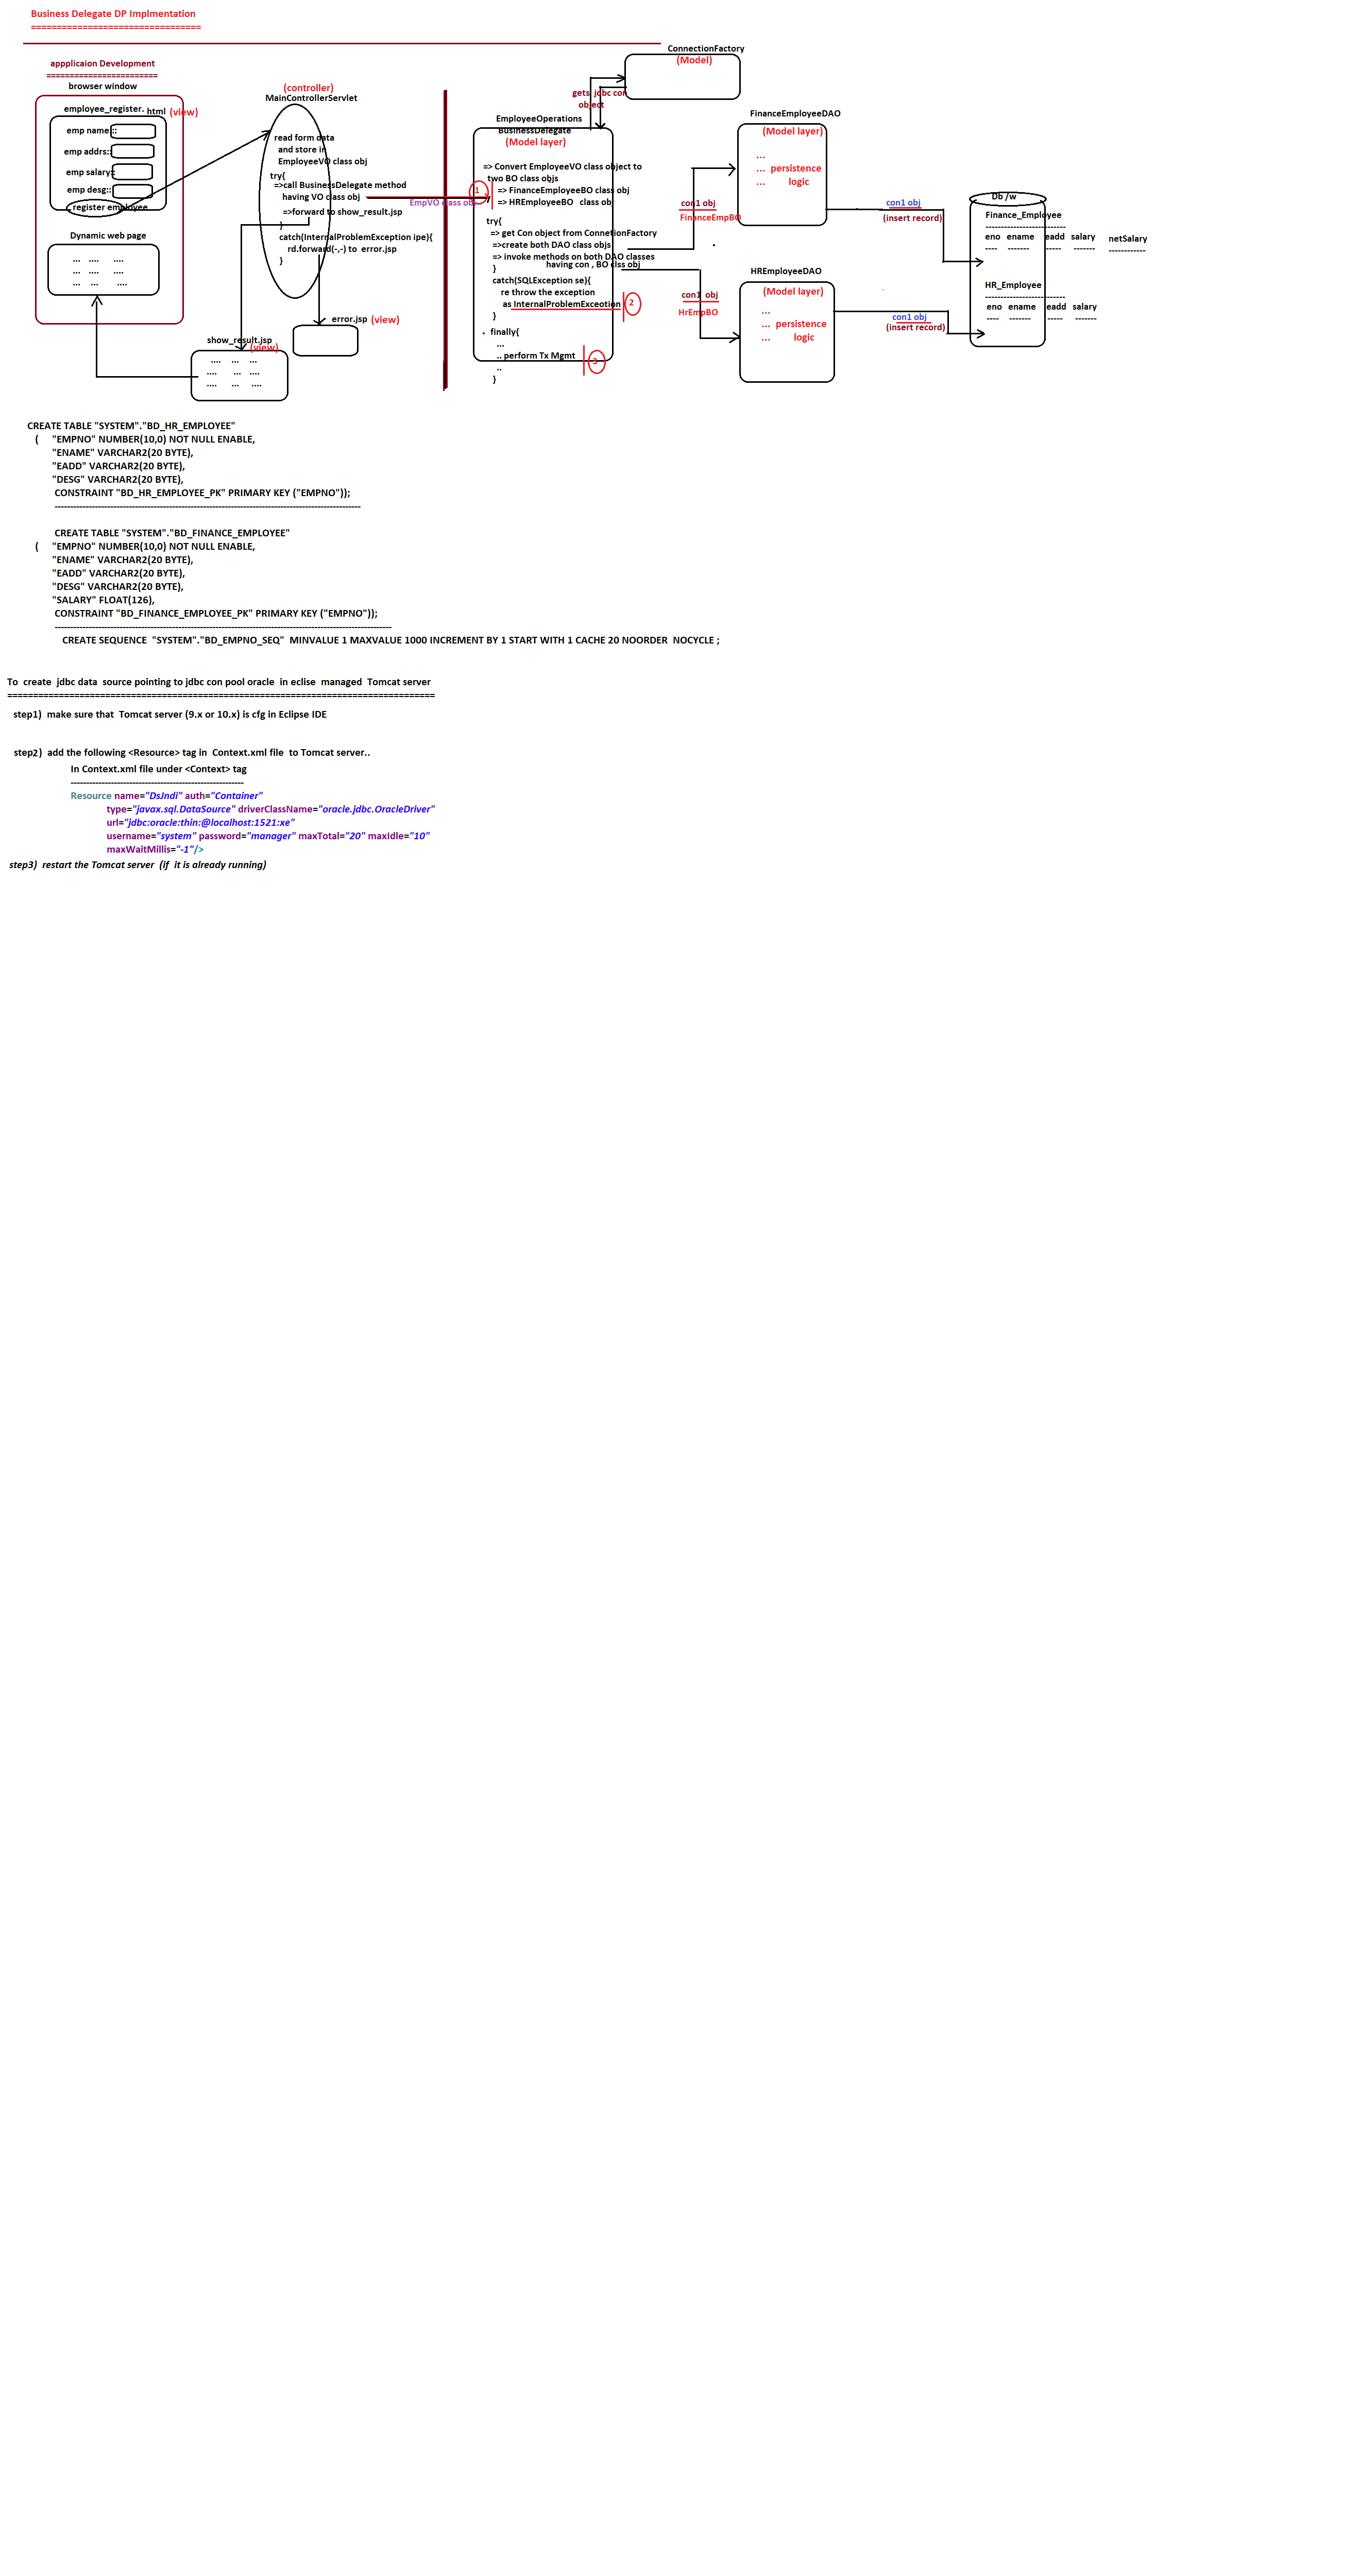 Business Delegate DP Implmentation
=================================
appplicaion Development
========================
browser window
employee_register. html (view)
emp name::
emp addrs::
emp salary::
emp desg::
register employee
Dynamic web page
... .... ....
... .... ....
... ... ....
(controller)
MainControllerServlet
read form data
and store in
EmployeeVO class obj
try{
=>call BusinessDelegate method
having VO class obj
=>forward to show_result.jsp
}
catch(InternalProblemException ipe){
rd.forward(-,-) to error.jsp
}
error.jsp (view)
show_result.jsp
(view)
.... ... ...
.... ... ....
.... ... ....
EmpVO class obj
EmployeeOperations
BusinessDelegate
(Model layer)
=> Convert EmployeeVO class object to
two BO class objs
=> FinanceEmployeeBO class obj
=> HREmployeeBO class obj
1
try{
=> get Con object from ConnetionFactory
=>create both DAO class objs
=> invoke methods on both DAO classes
having con , BO clss obj
}
catch(SQLException se){
re throw the exception
as InternalProblemExceotion
2
}
finally{
...
.. perform Tx Mgmt
3
..
}
ConnectionFactory
(Model)
gets jdbc con
object
FinanceEmployeeDAO
(Model layer)
...
... persistence
... logic
con1 obj
FinanceEmpBO
HREmployeeDAO
(Model layer)
...
... persistence
... logic
con1 obj
HrEmpBO
con1 obj
(insert record)
con1 obj
(insert record)
Db /w
Finance_Employee
--------------------------
eno ename eadd salary netSalary
---- ------- ----- ------- ------------
HR_Employee
--------------------------
eno ename eadd salary
---- ------- ----- -------
CREATE TABLE "SYSTEM"."BD_HR_EMPLOYEE"
( "EMPNO" NUMBER(10,0) NOT NULL ENABLE,
"ENAME" VARCHAR2(20 BYTE),
"EADD" VARCHAR2(20 BYTE),
"DESG" VARCHAR2(20 BYTE),
CONSTRAINT "BD_HR_EMPLOYEE_PK" PRIMARY KEY ("EMPNO"));
----------------------------------------------------------------------------------------------------
CREATE TABLE "SYSTEM"."BD_FINANCE_EMPLOYEE"
( "EMPNO" NUMBER(10,0) NOT NULL ENABLE,
"ENAME" VARCHAR2(20 BYTE),
"EADD" VARCHAR2(20 BYTE),
"DESG" VARCHAR2(20 BYTE),
"SALARY" FLOAT(126),
CONSTRAINT "BD_FINANCE_EMPLOYEE_PK" PRIMARY KEY ("EMPNO"));
--------------------------------------------------------------------------------------------------------------
CREATE SEQUENCE "SYSTEM"."BD_EMPNO_SEQ" MINVALUE 1 MAXVALUE 1000 INCREMENT BY 1 START WITH 1 CACHE 20 NOORDER NOCYCLE ;
To create jdbc data source pointing to jdbc con pool oracle in eclise managed Tomcat server
==================================================================================
step1) make sure that Tomcat server (9.x or 10.x) is cfg in Eclipse IDE
step2) add the following <Resource> tag in Context.xml file to Tomcat server..
In Context.xml file under <Context> tag
---------------------------------------------------------
Resource name="DsJndi" auth="Container"
type="javax.sql.DataSource" driverClassName="oracle.jdbc.OracleDriver"
url="jdbc:oracle:thin:@localhost:1521:xe"
username="system" password="manager" maxTotal="20" maxIdle="10"
maxWaitMillis="-1"/>
step3) restart the Tomcat server (if it is already running)